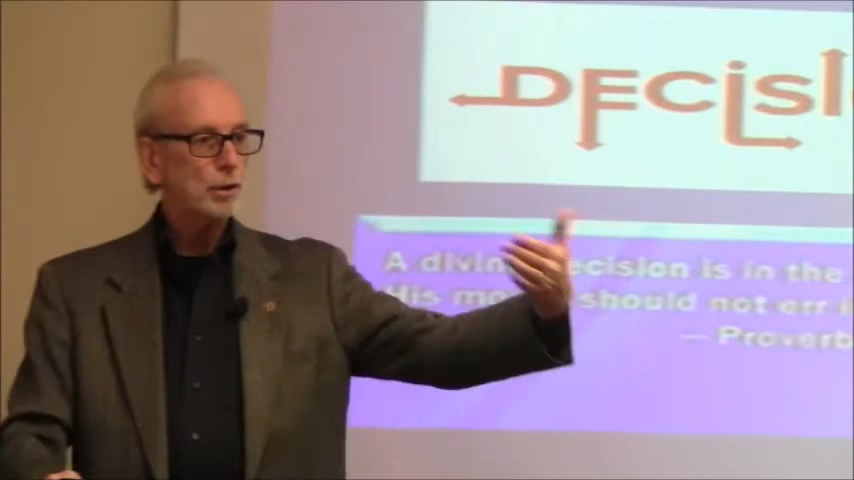 DECISI
A divin ecision is in the
His mo should not err i
— Proverb